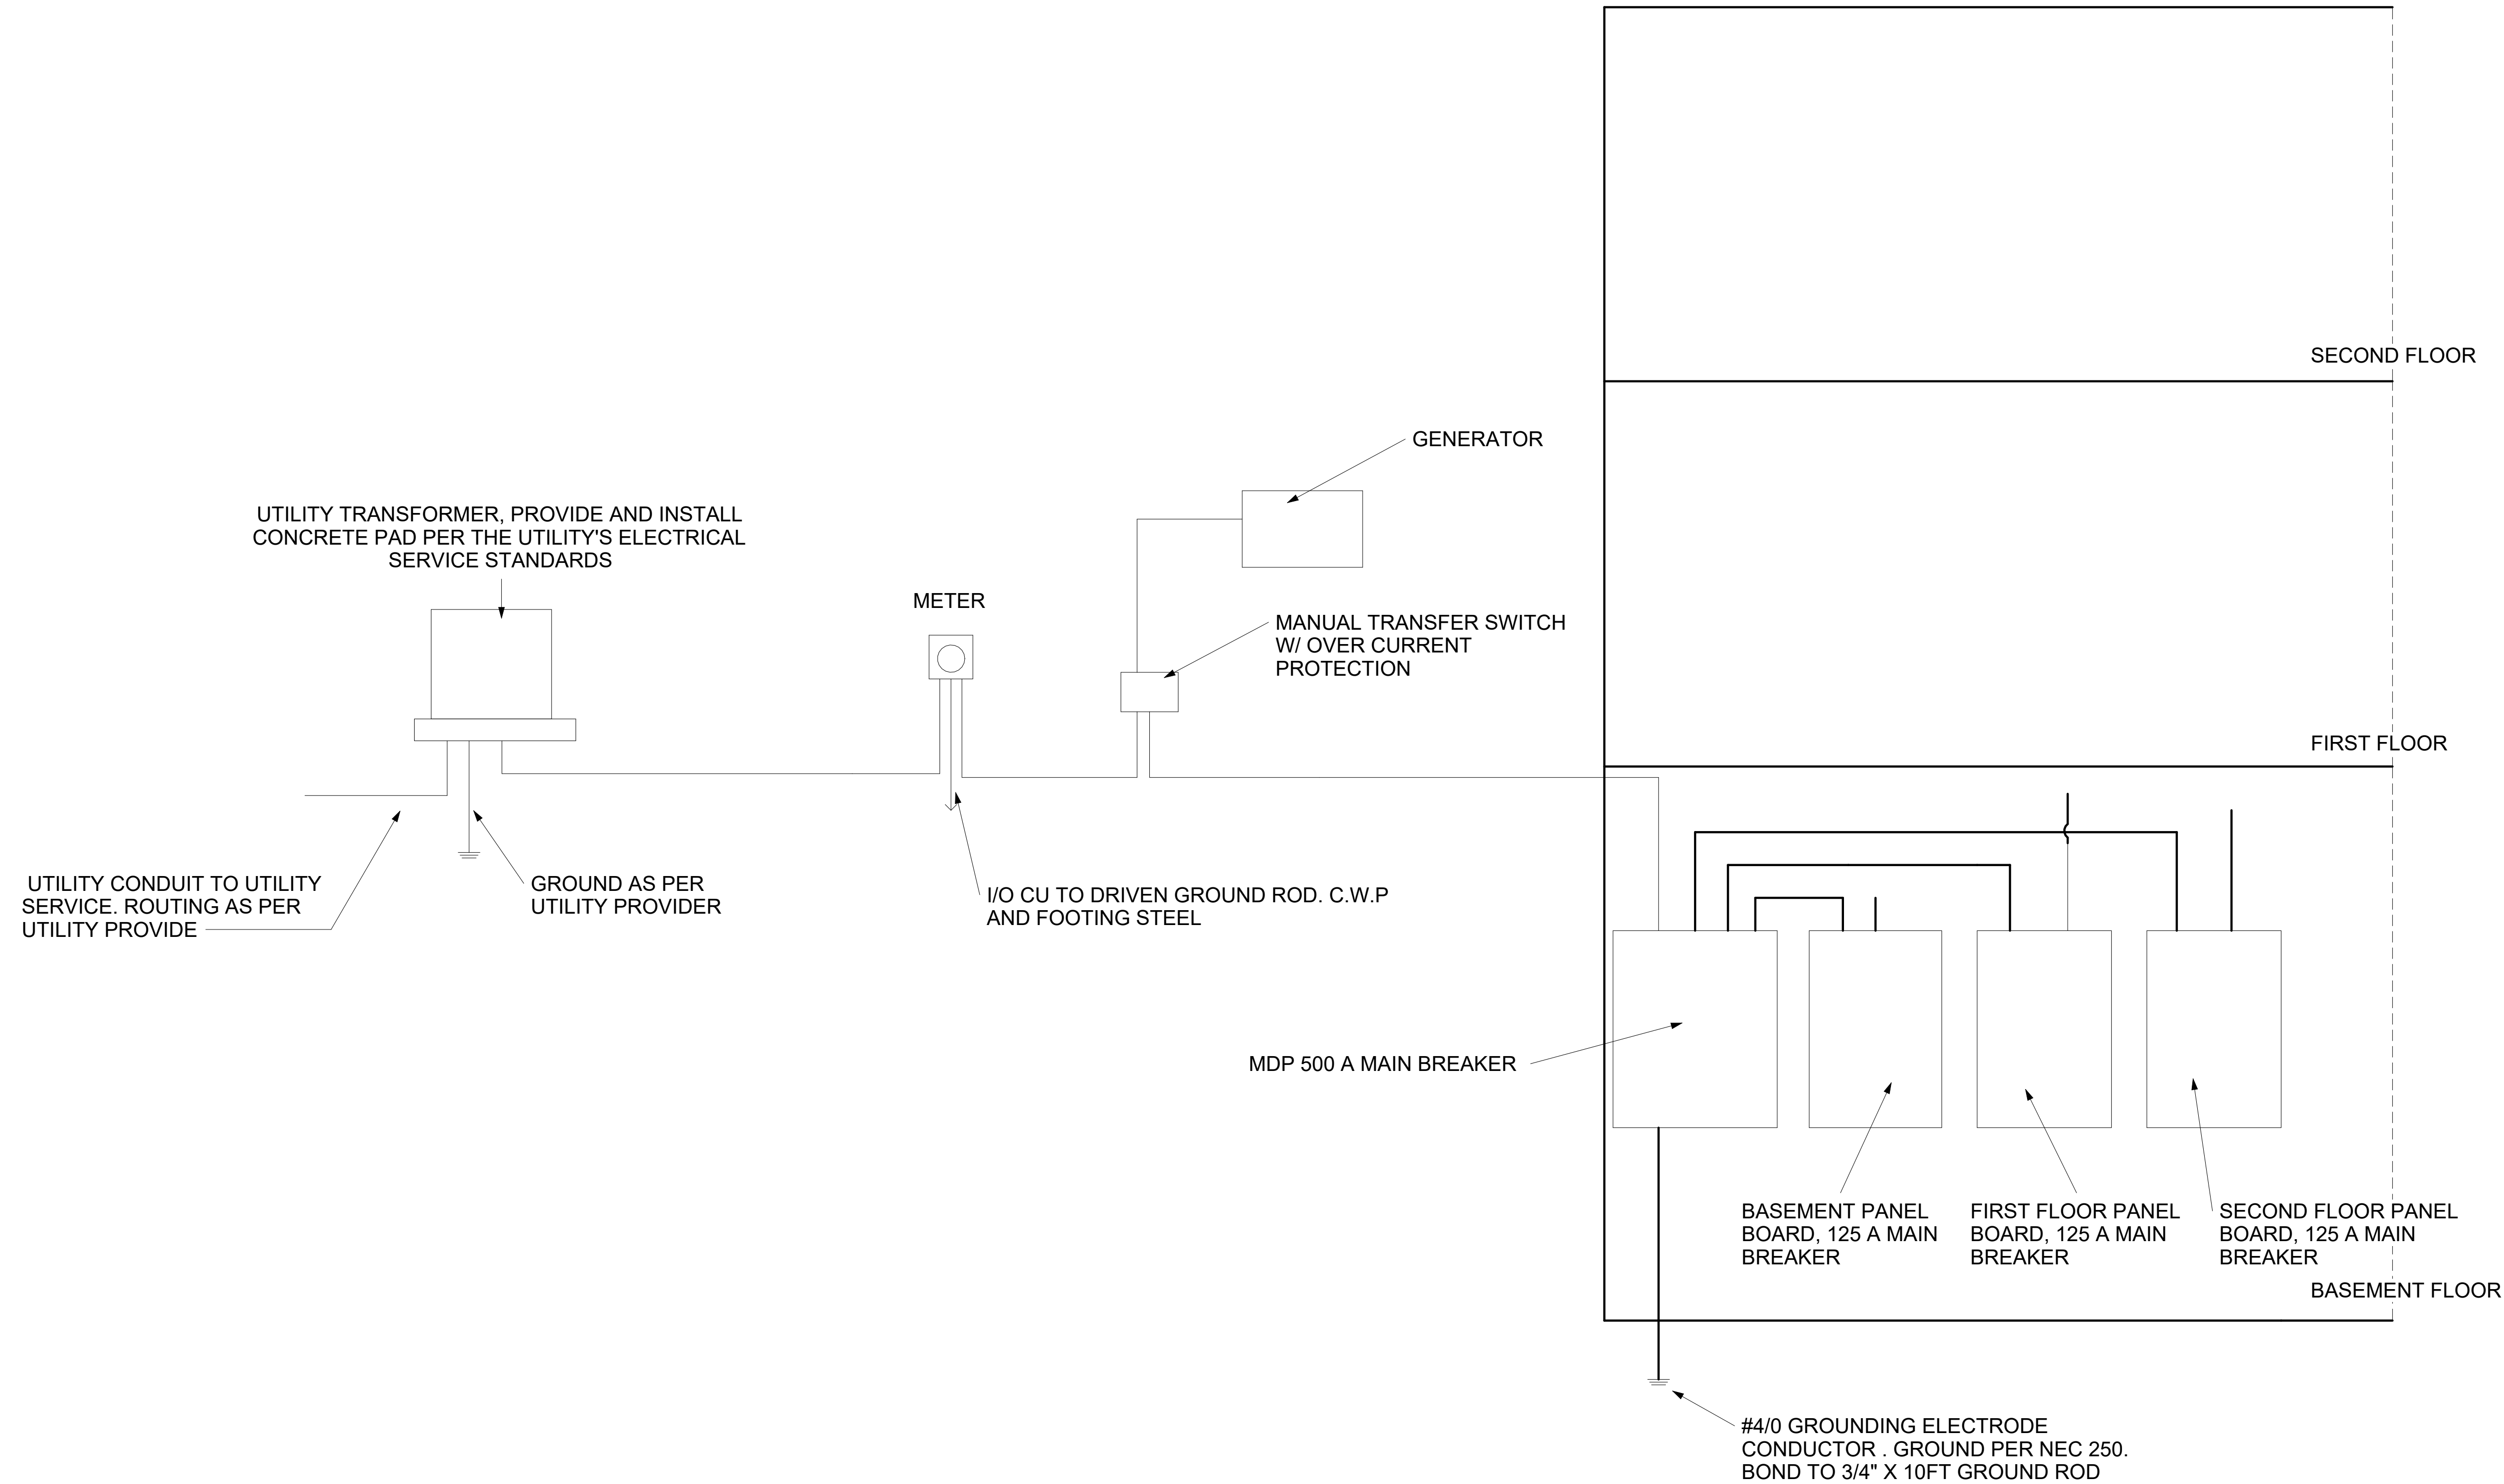 SECOND FLOOR
GENERATOR
UTILITY TRANSFORMER, PROVIDE AND INSTALL
CONCRETE PAD PER THE UTILITY'S ELECTRICAL
SERVICE STANDARDS
METER
MANUAL TRANSFER SWITCH
W/ OVER CURRENT
PROTECTION
FIRST FLOOR
UTILITY CONDUIT TO UTILITY
SERVICE. ROUTING AS PER
UTILITY PROVIDE
GROUND AS PER
UTILITY PROVIDER
I/O CU TO DRIVEN GROUND ROD. C.W.P
AND FOOTING STEEL
MDP 500 A MAIN BREAKER
BASEMENT PANEL
BOARD, 125 A MAIN
BREAKER
FIRST FLOOR PANEL
BOARD, 125 A MAIN
BREAKER
SECOND FLOOR PANEL
BOARD, 125 A MAIN
BREAKER
BASEMENT FLOOR
#4/0 GROUNDING ELECTRODE
CONDUCTOR . GROUND PER NEC 250.
BOND TO 3/4" X 10FT GROUND ROD